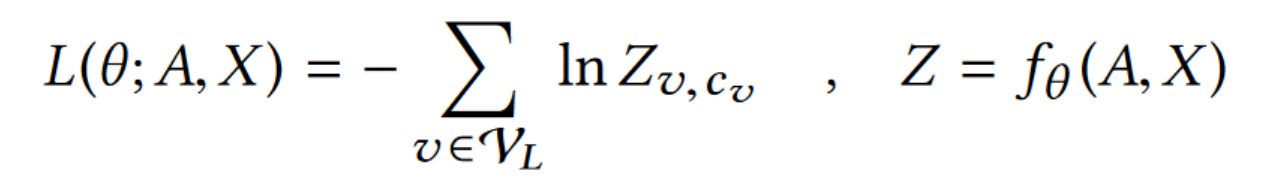 L(θ; A, X) = − ∑_{v∈𝒱_L} ln Z_{v,c_v} , Z = f_θ(A, X)